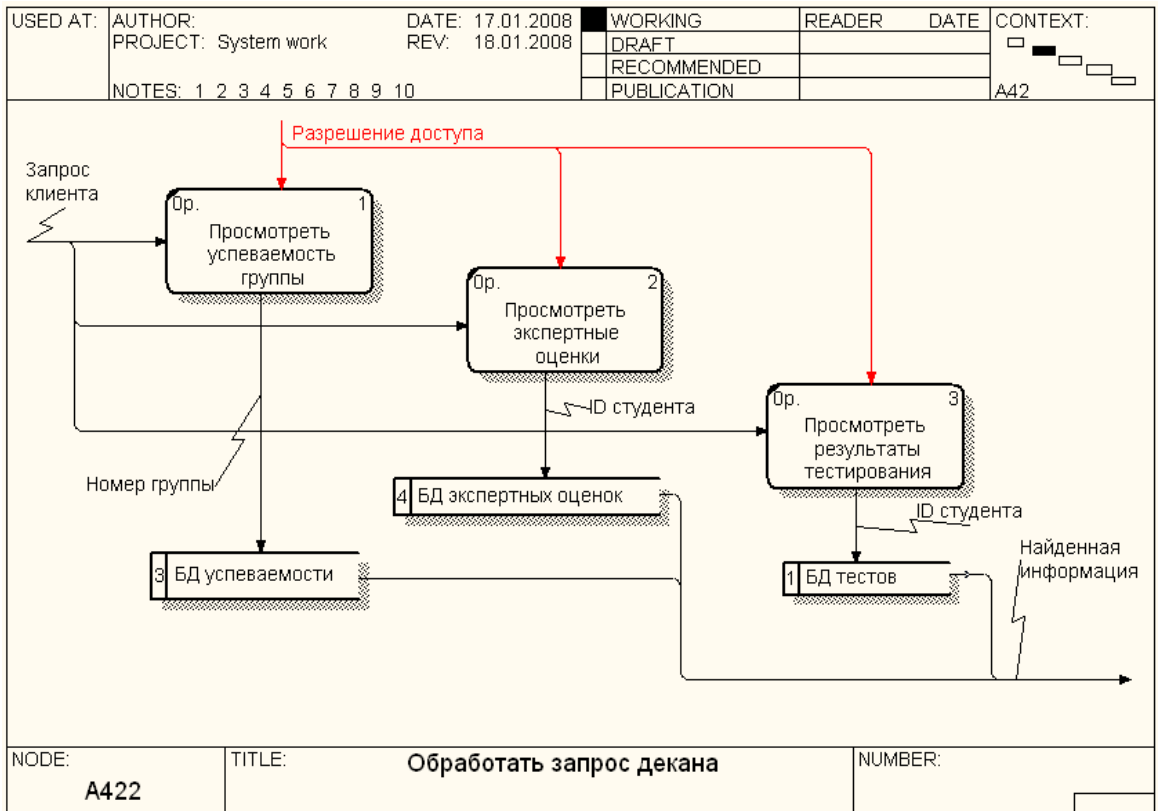 USED AT:
AUTHOR:
DATE: 17.01.2008
PROJECT: System work
REV: 18.01.2008
NOTES: 1 2 3 4 5 6 7 8 9 10
WORKING
DRAFT
RECOMMENDED
PUBLICATION
READER DATE
CONTEXT:
A42
Разрешение доступа
Запрос
клиента
0р. 1
Просмотреть
успеваемость
группы
0р. 2
Просмотреть
экспертные
оценки
0р. 3
Просмотреть
результаты
тестирования
ID студента
Номер группы
4 БД экспертных оценок
ID студента
Найденная
информация
3 БД успеваемости
1 БД тестов
NODE:
A422
TITLE:
Обработать запрос декана
NUMBER: